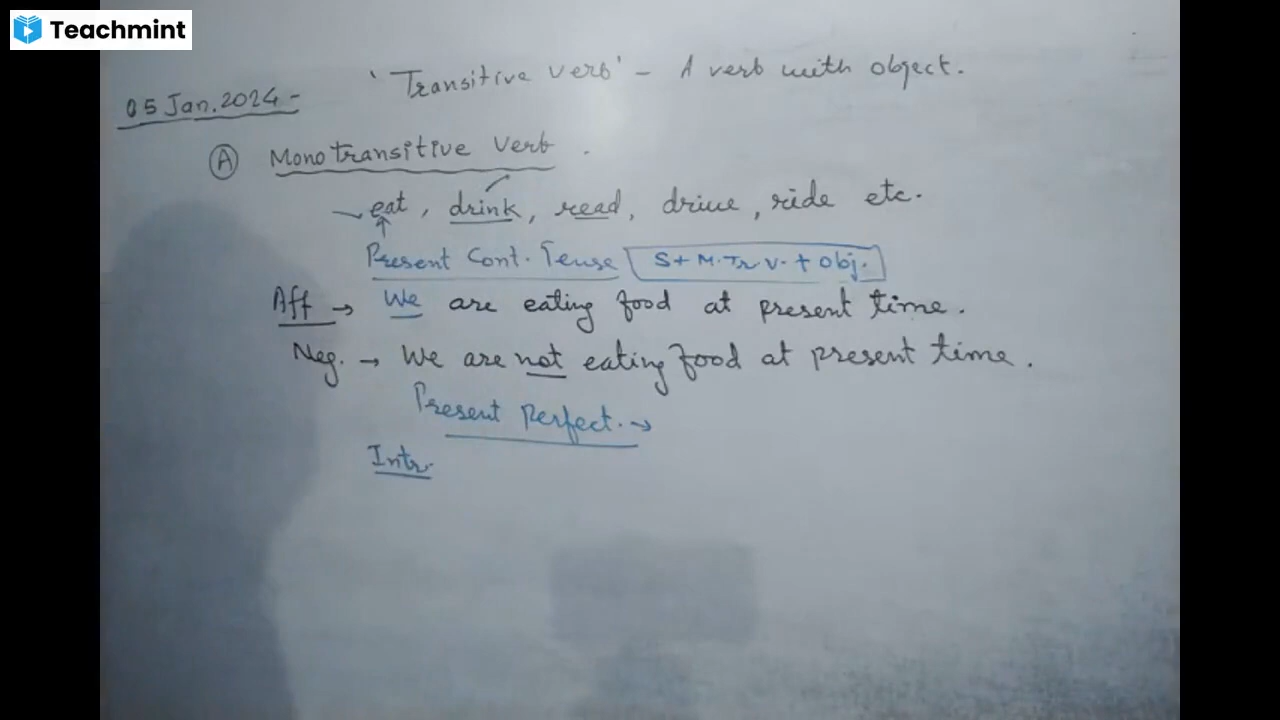 Teachmint
'Transitive verb' - A verb with object.
05 Jan. 2024 -
(A) Monotransitive Verb.
eat, drink, read, drive, ride etc.
Present Cont. Tense S + M. Tr V. + Obj.
Aff → We are eating food at present time.
Neg. → We are not eating food at present time.
Present Perfect. →
Intr.